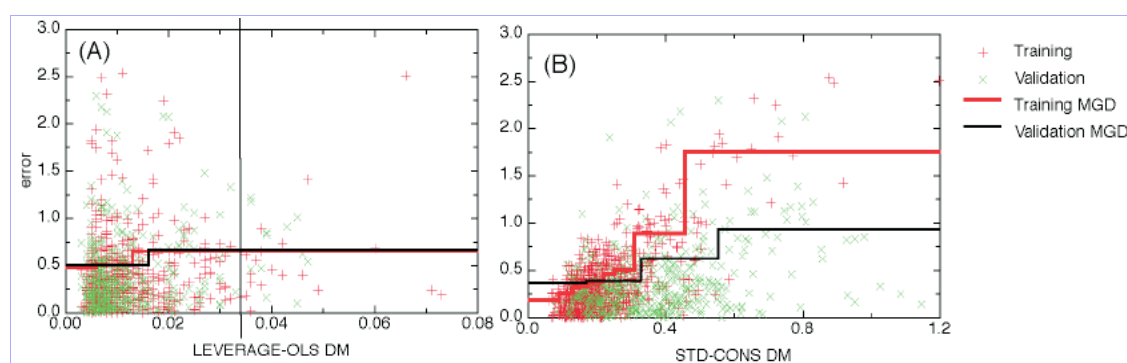 3.0
2.5
2.0
1.5
1.0
0.5
0.0
error
(A)
0.00 0.02 0.04 0.06 0.08
LEVERAGE-OLS DM
3.0
2.5
2.0
1.5
1.0
0.5
0.0
(B)
0.0 0.4 0.8 1.2
STD-CONS DM
Training
Validation
Training MGD
Validation MGD